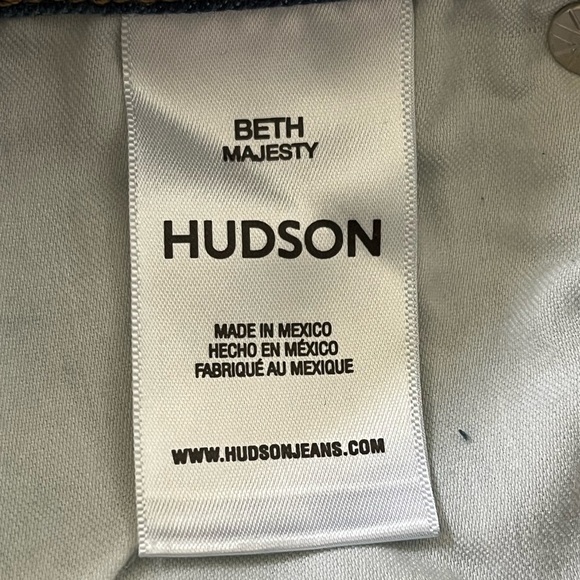 BETH
MAJESTY
HUDSON
MADE IN MEXICO
HECHO EN MÉXICO
FABRIQUÉ AU MEXIQUE
WWW.HUDSONJEANS.COM